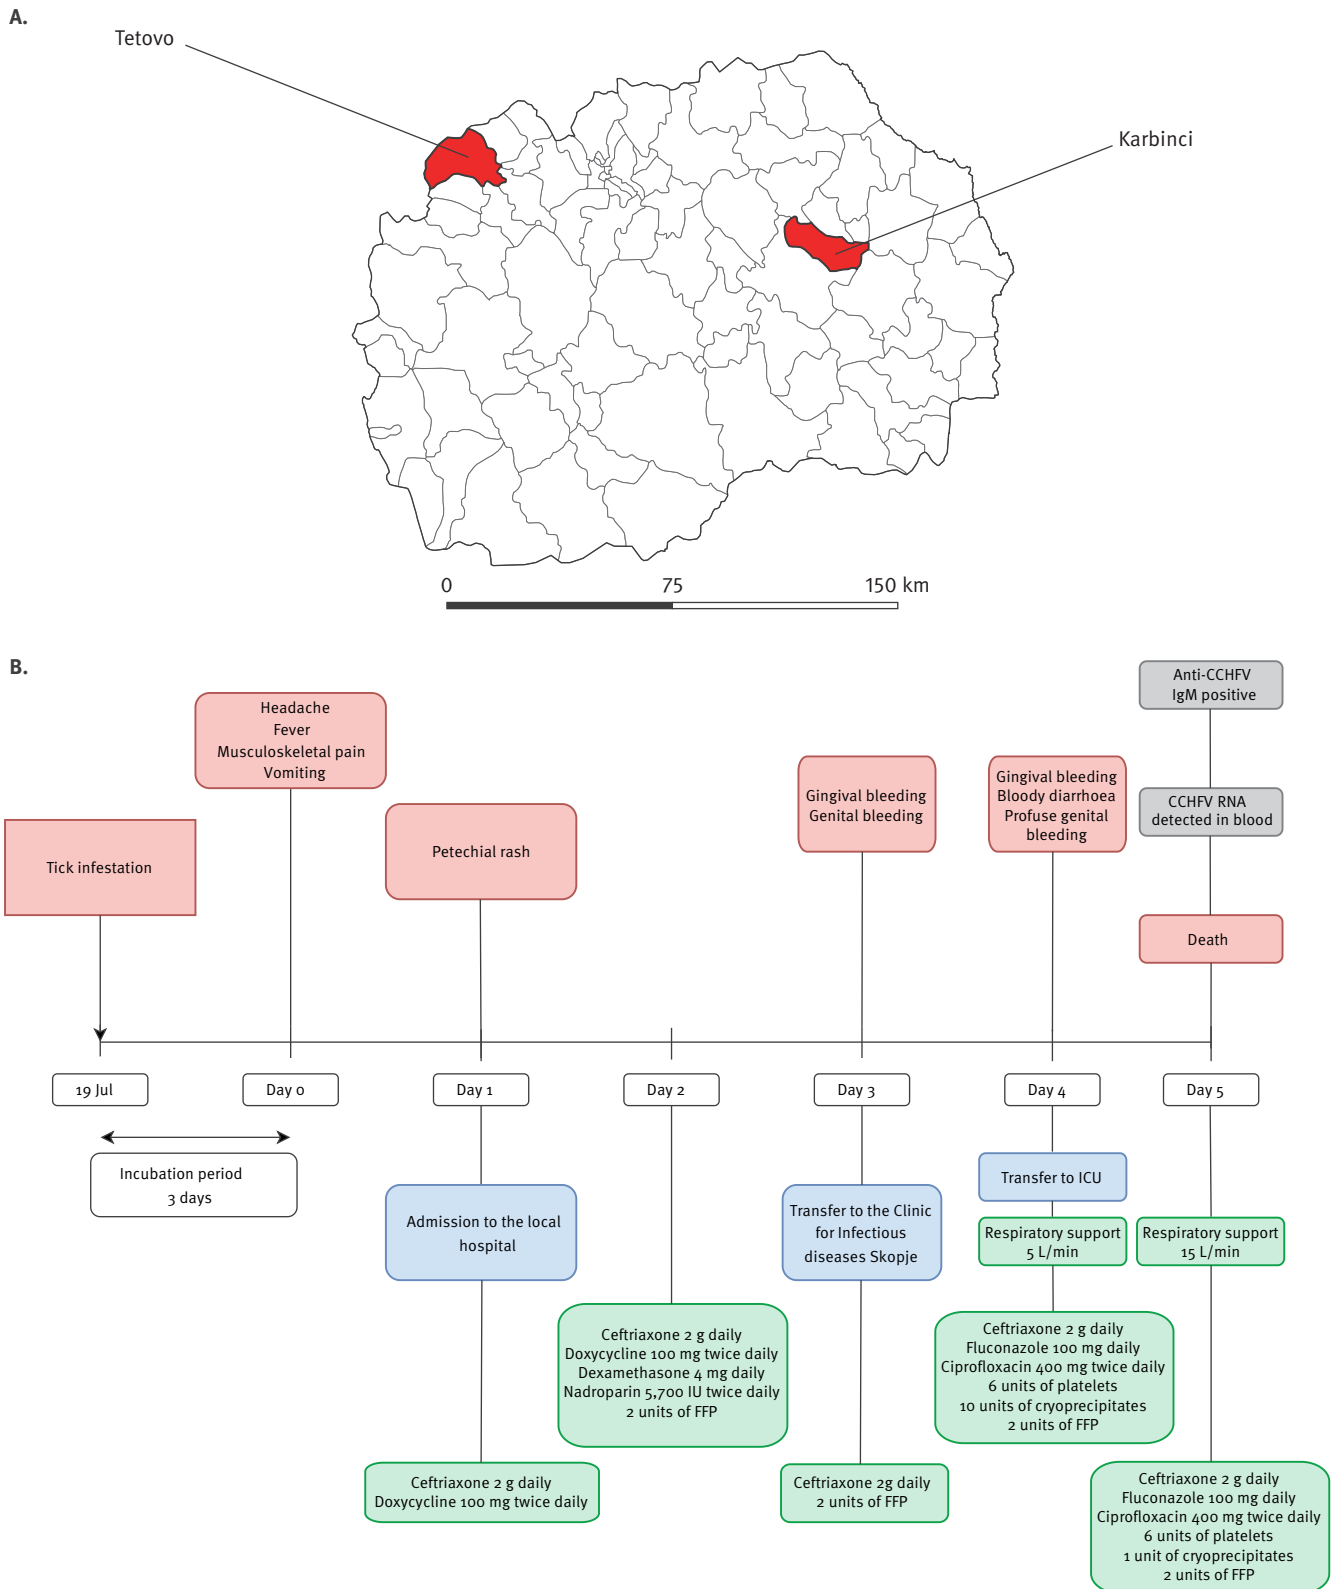 A.
Tetovo
Karbinci
0 75 150 km
B.
Anti-CCHFV
IgM positive
Headache
Fever
Musculoskeletal pain
Vomiting
Gingival bleeding
Genital bleeding
Gingival bleeding
Bloody diarrhoea
Profuse genital
bleeding
CCHFV RNA
detected in blood
Tick infestation
Petechial rash
Death
19 Jul
Day 0
Day 1
Day 2
Day 3
Day 4
Day 5
Incubation period
3 days
Admission to the local
hospital
Transfer to the Clinic
for Infectious
diseases Skopje
Transfer to ICU
Respiratory support
5 L/min
Respiratory support
15 L/min
Ceftriaxone 2 g daily
Doxycycline 100 mg twice daily
Dexamethasone 4 mg daily
Nadroparin 5,700 IU twice daily
2 units of FFP
Ceftriaxone 2 g daily
Fluconazole 100 mg daily
Ciprofloxacin 400 mg twice daily
6 units of platelets
10 units of cryoprecipitates
2 units of FFP
Ceftriaxone 2 g daily
Doxycycline 100 mg twice daily
Ceftriaxone 2g daily
2 units of FFP
Ceftriaxone 2 g daily
Fluconazole 100 mg daily
Ciprofloxacin 400 mg twice daily
6 units of platelets
1 unit of cryoprecipitates
2 units of FFP